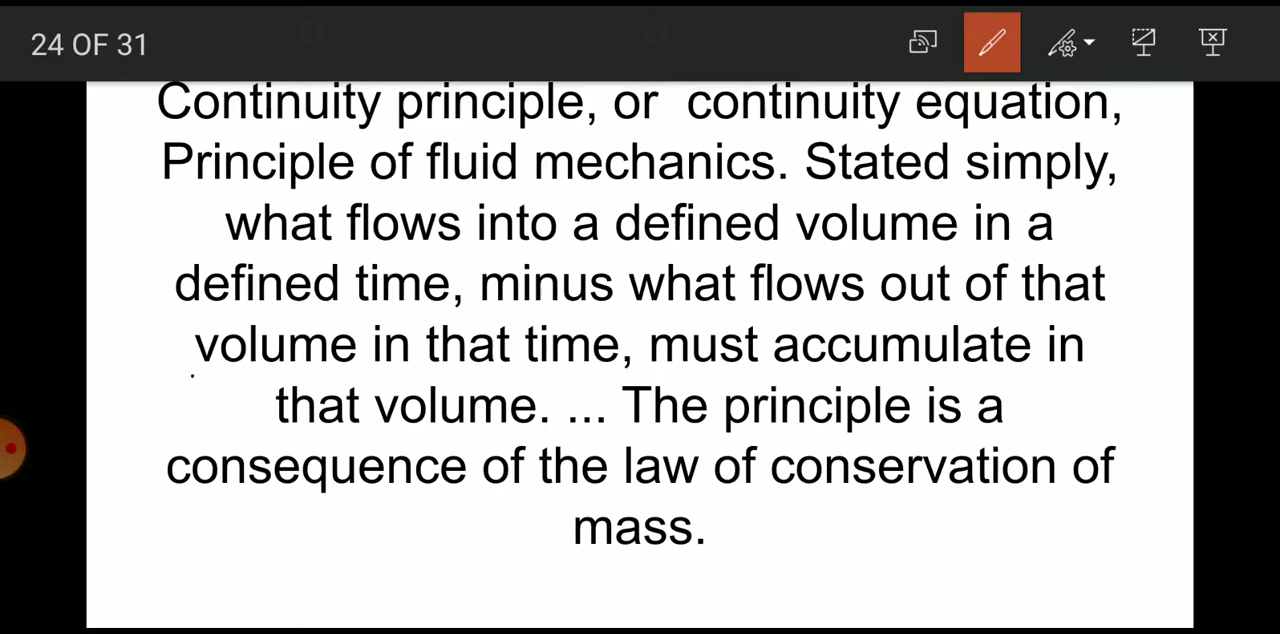 24 OF 31
Continuity principle, or continuity equation,
Principle of fluid mechanics. Stated simply,
what flows into a defined volume in a
defined time, minus what flows out of that
volume in that time, must accumulate in
that volume. ... The principle is a
consequence of the law of conservation of
mass.